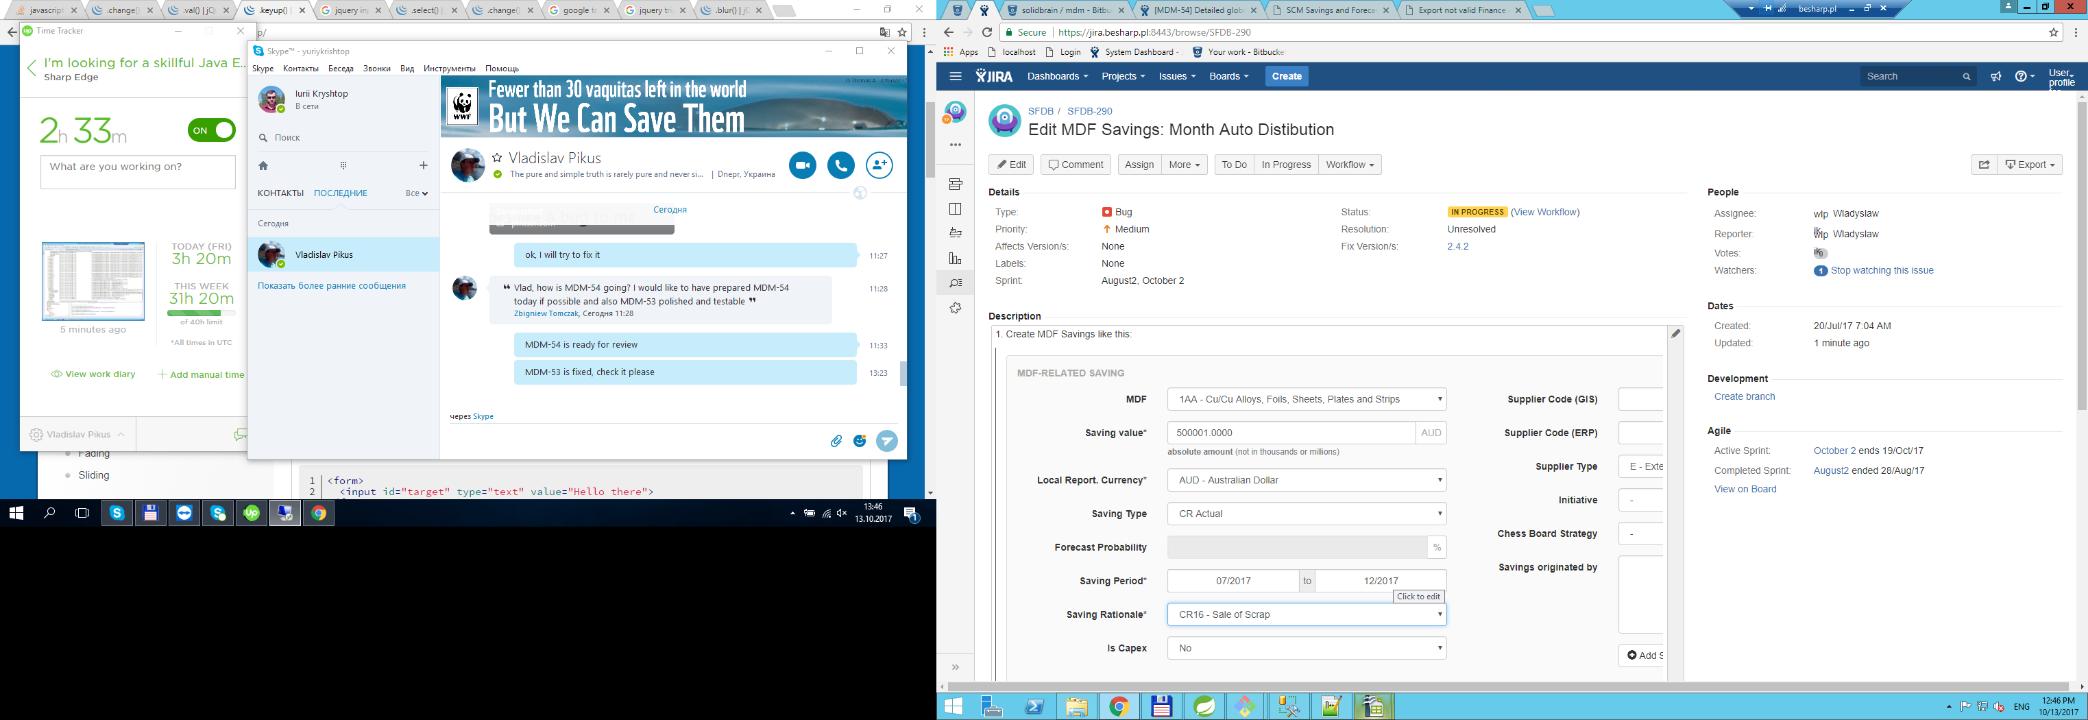 javascript
.change()
.val() | jQ
.keyup() |
jquery in
.select() |
.change()
google t
jquery tr
.blur() | j
p/
Time Tracker
I'm looking for a skillful Java E...
Sharp Edge
2h 33m
ON
What are you working on?
TODAY (FRI)
3h 20m
THIS WEEK
31h 20m
of 40h limit
5 minutes ago
*All times in UTC
View work diary
Add manual time
Vladislav Pikus
Fading
Sliding
Skype™ - yuriykrishtop
Skype Контакты Беседа Звонки Вид Инструменты Помощь
Iurii Kryshtop
В сети
Поиск
КОНТАКТЫ ПОСЛЕДНИЕ Все
Сегодня
Vladislav Pikus
Показать более ранние сообщения
WWF
Fewer than 30 vaquitas left in the world
But We Can Save Them
Vladislav Pikus
The pure and simple truth is rarely pure and never si... | Dnepr, Украина
Сегодня
ok, I will try to fix it
11:27
Vlad, how is MDM-54 going? I would like to have prepared MDM-54
today if possible and also MDM-53 polished and testable
11:28
Zbigniew Tomczak, Сегодня 11:28
MDM-54 is ready for review
11:33
MDM-53 is fixed, check it please
13:23
через Skype
1 <form>
2 <input id="target" type="text" value="Hello there">
13:46
13.10.2017
solidbrain / mdm - Bitbu
[MDM-54] Detailed glob
SCM Savings and Foreca
Export not valid Finance
besharp.pl
Secure | https://jira.besharp.pl:8443/browse/SFDB-290
Apps localhost Login System Dashboard - Your work - Bitbucke
JIRA Dashboards Projects Issues Boards Create
Search
User
profile
SFDB / SFDB-290
Edit MDF Savings: Month Auto Distibution
Edit Comment Assign More To Do In Progress Workflow Export
Details
Type: Bug
Priority: Medium
Affects Version/s: None
Labels: None
Sprint: August2, October 2
Status: IN PROGRESS (View Workflow)
Resolution: Unresolved
Fix Version/s: 2.4.2
Description
1. Create MDF Savings like this:
MDF-RELATED SAVING
MDF 1AA - Cu/Cu Alloys, Foils, Sheets, Plates and Strips
Saving value* 500001.0000 AUD
absolute amount (not in thousands or milions)
Local Report. Currency* AUD - Australian Dollar
Saving Type CR Actual
Forecast Probability %
Saving Period* 07/2017 to 12/2017
Click to edit
Saving Rationale* CR16 - Sale of Scrap
Is Capex No
Supplier Code (GIS)
Supplier Code (ERP)
Supplier Type E - Exte
Initiative -
Chess Board Strategy -
Savings originated by
Add S
People
Assignee: wlp Wladyslaw
Reporter: wlp Wladyslaw
Votes: 0
Watchers: 1 Stop watching this issue
Dates
Created: 20/Jul/17 7:04 AM
Updated: 1 minute ago
Development
Create branch
Agile
Active Sprint: October 2 ends 19/Oct/17
Completed Sprint: August2 ended 28/Aug/17
View on Board
ENG
12:46 PM
10/13/2017